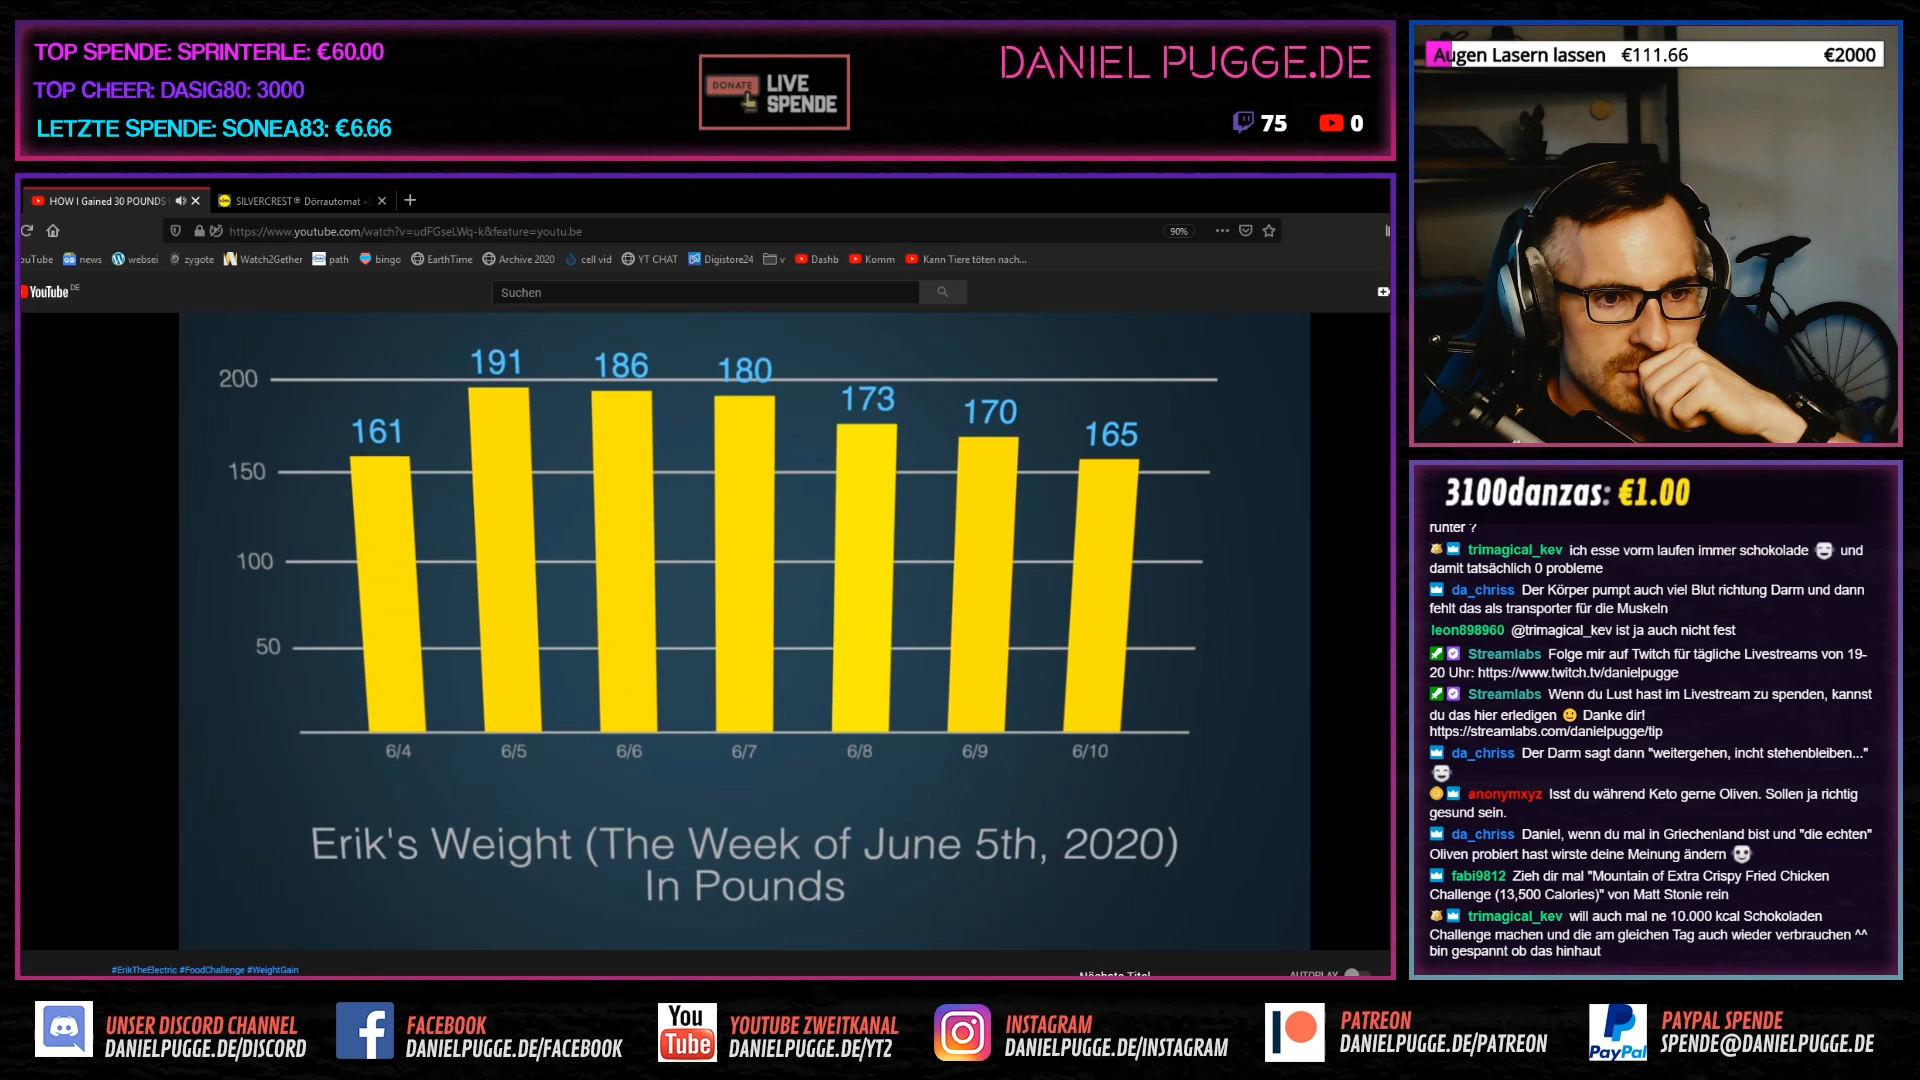 TOP SPENDE: SPRINTERLE: €60.00
TOP CHEER: DASIG80: 3000
LETZTE SPENDE: SONEA83: €6.66
DONATE
LIVE
SPENDE
DANIEL PUGGE.DE
75
0
Augen Lasern lassen €111.66 €2000
HOW I Gained 30 POUNDS
SILVERCREST® Dörrautomat
https://www.youtube.com/watch?v=udFGseLWq-k&feature=youtu.be
90%
ouTube news websei zygote Watch2Gether path bingo EarthTime Archive 2020 cell vid YT CHAT Digistore24 v Dashb Komm Kann Tiere töten nach...
YouTube DE
Suchen
200
150
100
50
161
191
186
180
173
170
165
6/4
6/5
6/6
6/7
6/8
6/9
6/10
Erik's Weight (The Week of June 5th, 2020)
In Pounds
#ErikTheElectric #FoodChallenge #WeightGain
Nächste Titel
AUTOPLAY
3100danzas: €1.00
runter ?
trimagical_kev ich esse vorm laufen immer schokolade und
damit tatsächlich 0 probleme
da_chriss Der Körper pumpt auch viel Blut richtung Darm und dann
fehlt das als transporter für die Muskeln
leon898960 @trimagical_kev ist ja auch nicht fest
Streamlabs Folge mir auf Twitch für tägliche Livestreams von 19-
20 Uhr: https://www.twitch.tv/danielpugge
Streamlabs Wenn du Lust hast im Livestream zu spenden, kannst
du das hier erledigen Danke dir!
https://streamlabs.com/danielpugge/tip
da_chriss Der Darm sagt dann "weitergehen, incht stehenbleiben..."
anonymxyz Isst du während Keto gerne Oliven. Sollen ja richtig
gesund sein.
da_chriss Daniel, wenn du mal in Griechenland bist und "die echten"
Oliven probiert hast wirste deine Meinung ändern
fabi9812 Zieh dir mal "Mountain of Extra Crispy Fried Chicken
Challenge (13,500 Calories)" von Matt Stonie rein
trimagical_kev will auch mal ne 10.000 kcal Schokoladen
Challenge machen und die am gleichen Tag auch wieder verbrauchen ^^
bin gespannt ob das hinhaut
UNSER DISCORD CHANNEL
DANIELPUGGE.DE/DISCORD
FACEBOOK
DANIELPUGGE.DE/FACEBOOK
You
Tube
YOUTUBE ZWEITKANAL
DANIELPUGGE.DE/YT2
INSTAGRAM
DANIELPUGGE.DE/INSTAGRAM
PATREON
DANIELPUGGE.DE/PATREON
PayPal
PAYPAL SPENDE
SPENDE@DANIELPUGGE.DE